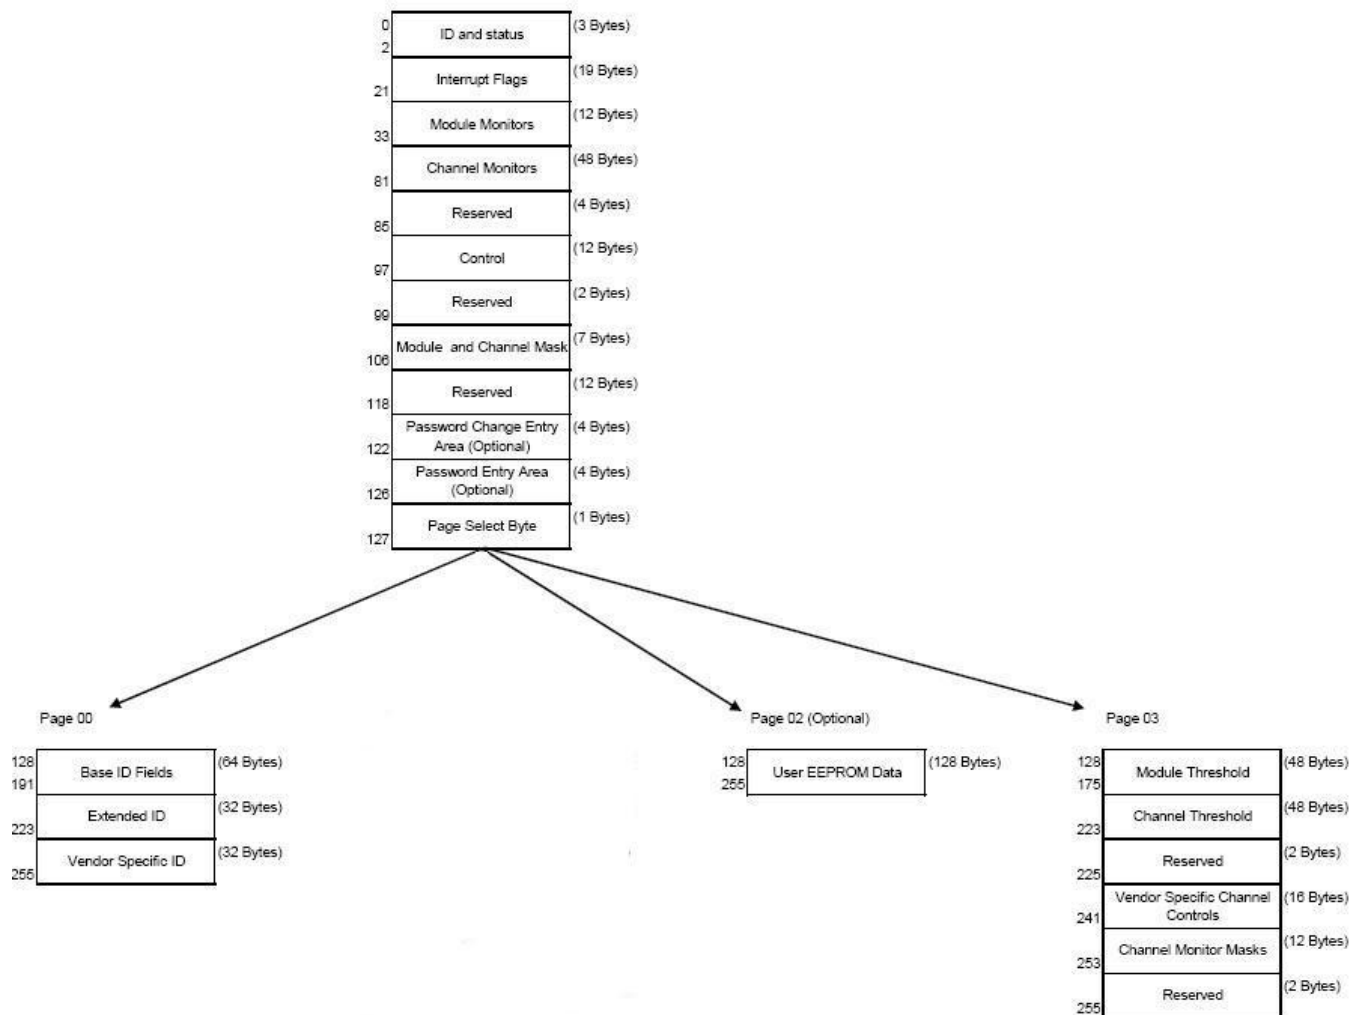 0 ID and status (3 Bytes)
2
Interrupt Flags (19 Bytes)
21
Module Monitors (12 Bytes)
33
Channel Monitors (48 Bytes)
81
Reserved (4 Bytes)
85
Control (12 Bytes)
97
Reserved (2 Bytes)
99
Module and Channel Mask (7 Bytes)
106
Reserved (12 Bytes)
118
Password Change Entry (4 Bytes)
Area (Optional)
122
Password Entry Area (4 Bytes)
(Optional)
126
Page Select Byte (1 Bytes)
127
Page 00
128 Base ID Fields (64 Bytes)
191
Extended ID (32 Bytes)
223
Vendor Specific ID (32 Bytes)
255
Page 02 (Optional)
128 User EEPROM Data (128 Bytes)
255
Page 03
128 Module Threshold (48 Bytes)
175
Channel Threshold (48 Bytes)
223
Reserved (2 Bytes)
225
Vendor Specific Channel (16 Bytes)
Controls
241
Channel Monitor Masks (12 Bytes)
253
Reserved (2 Bytes)
255